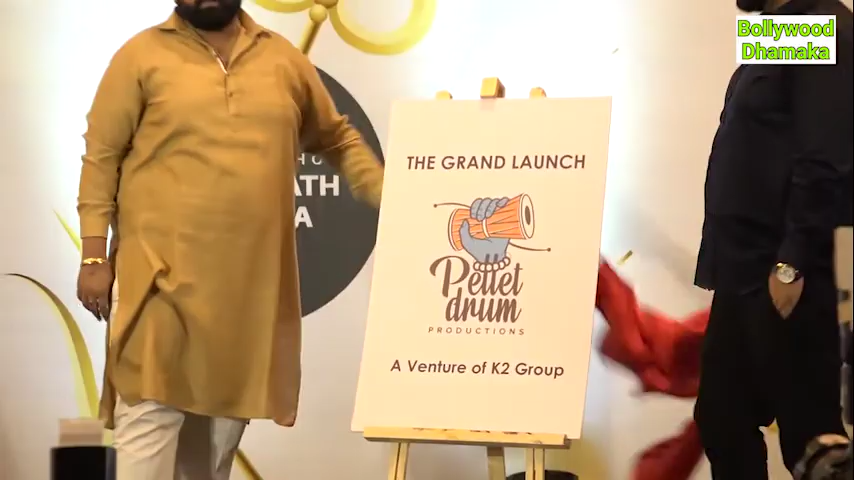 Bollywood
Dhamaka
THE GRAND LAUNCH
Pellet
drum
PRODUCTIONS
A Venture of K2 Group
H O
ATH
A